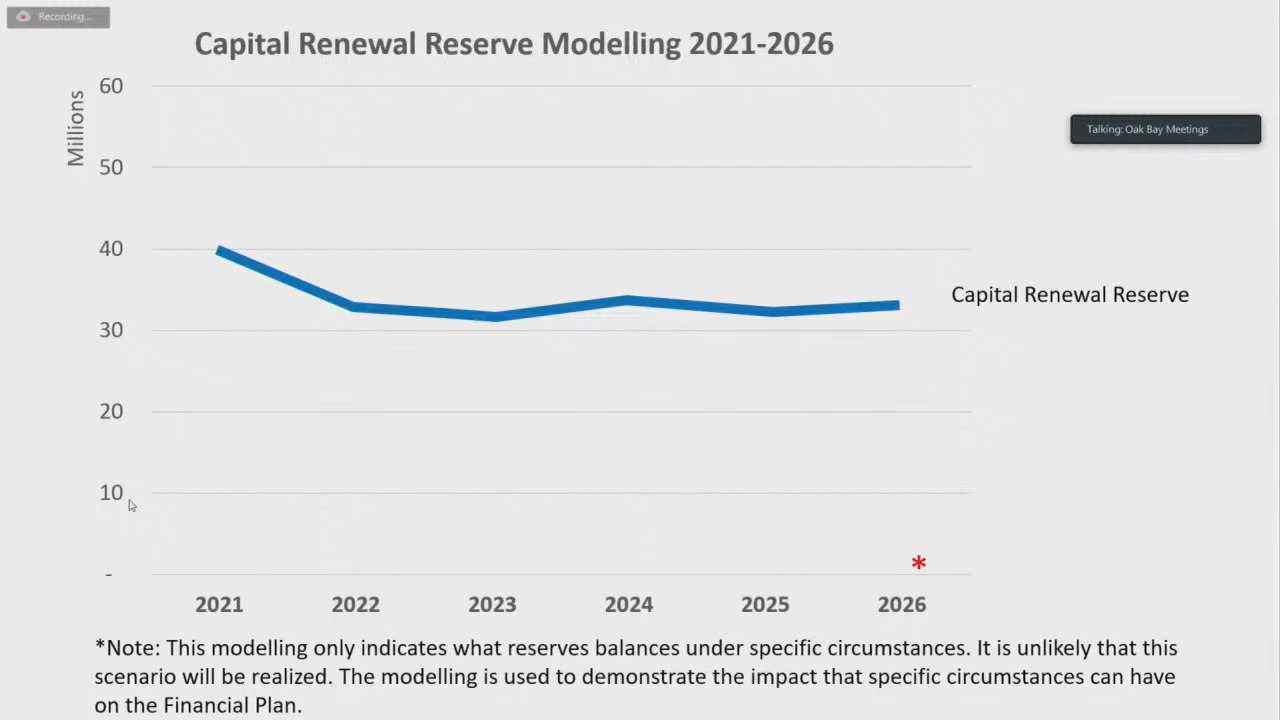 Recording...
Capital Renewal Reserve Modelling 2021-2026
Millions
60
50
40
30
20
10
-
Talking: Oak Bay Meetings
Capital Renewal Reserve
*
2021 2022 2023 2024 2025 2026
*Note: This modelling only indicates what reserves balances under specific circumstances. It is unlikely that this
scenario will be realized. The modelling is used to demonstrate the impact that specific circumstances can have
on the Financial Plan.